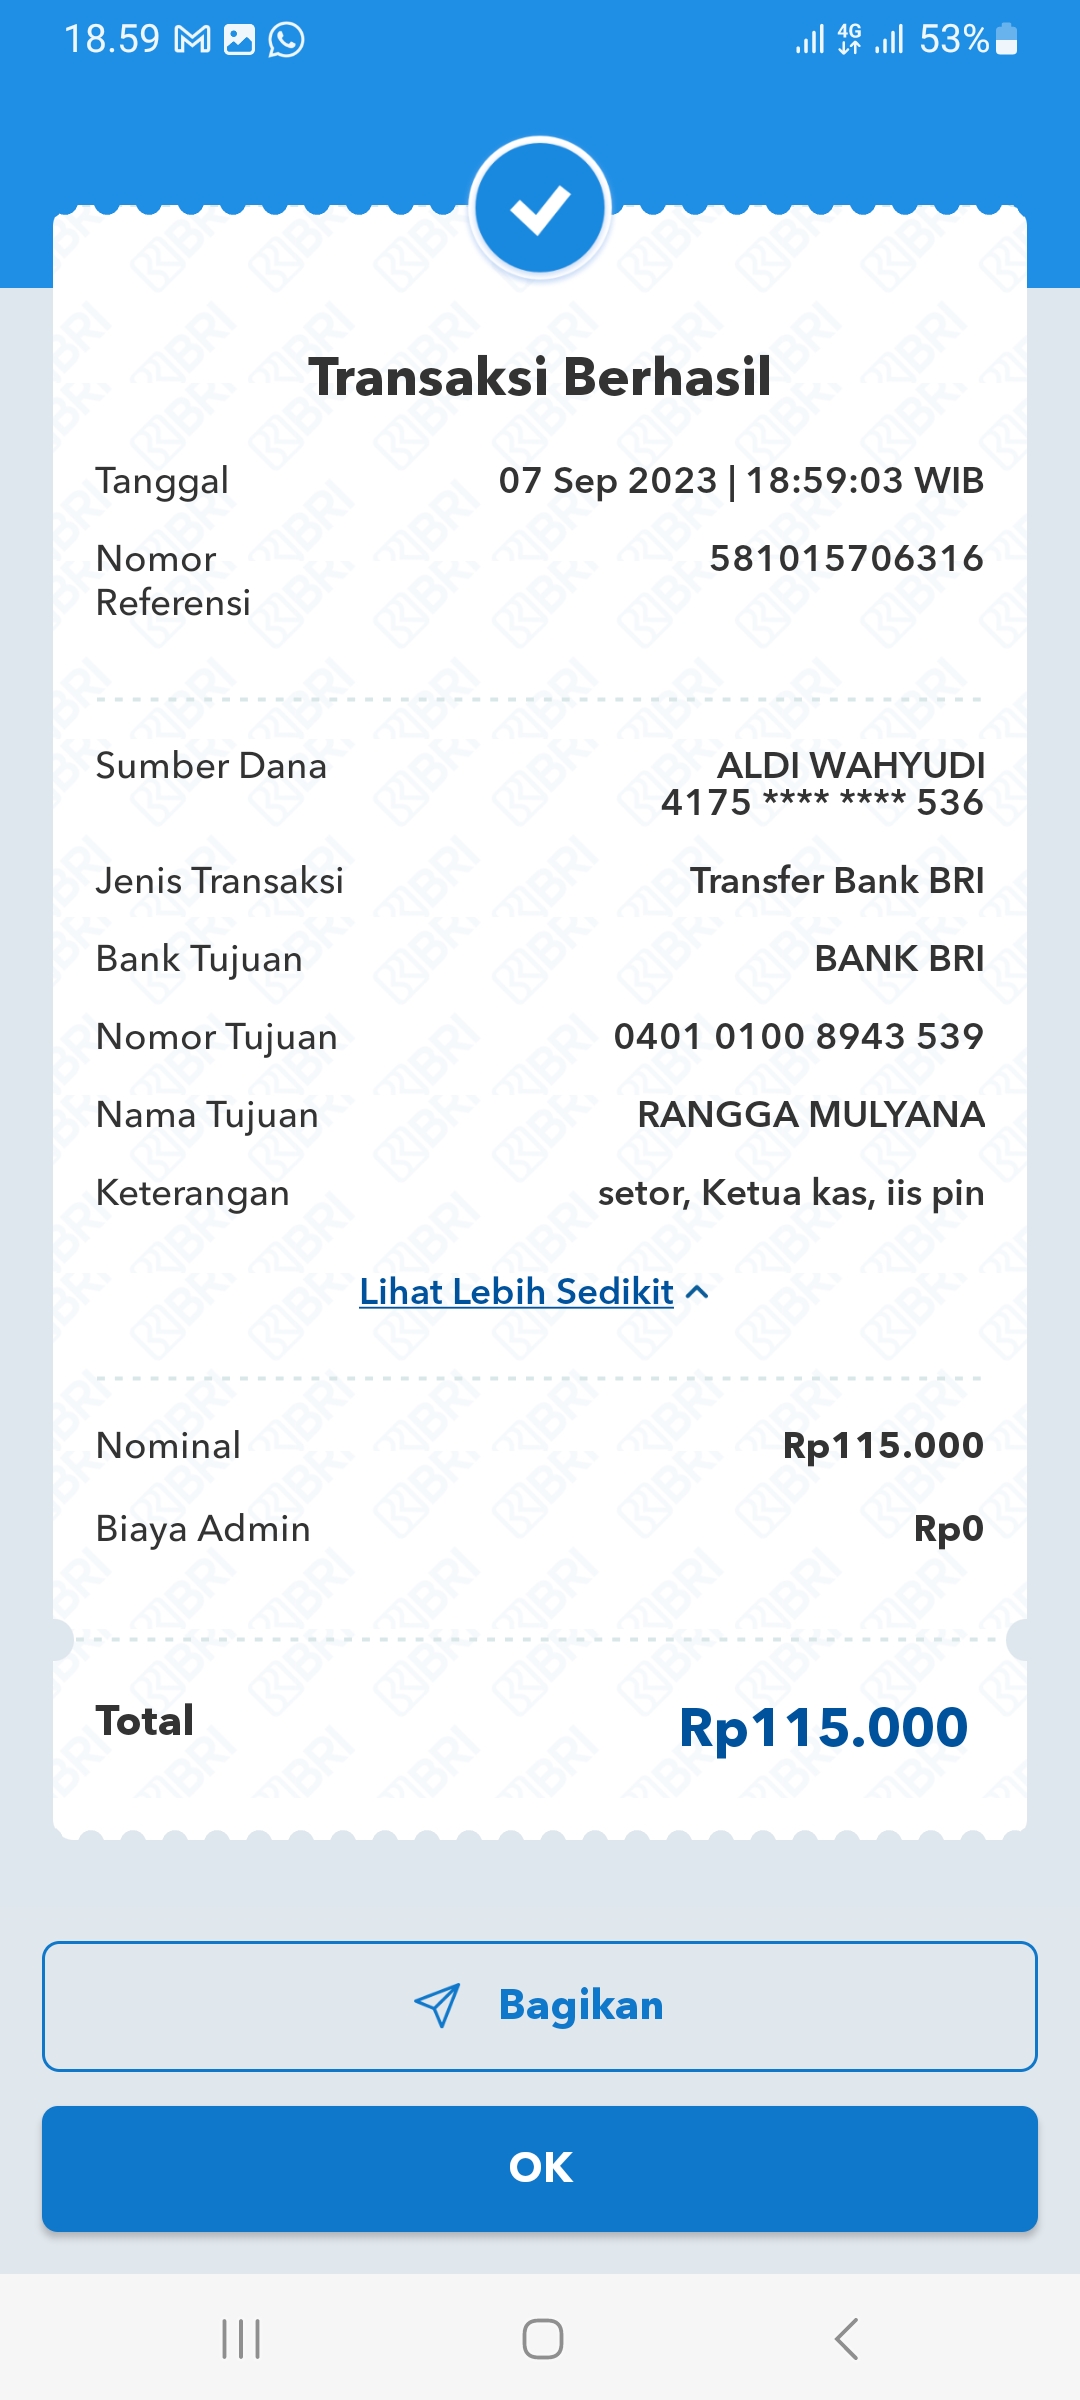 18.59 4G 53%
Transaksi Berhasil
Tanggal 07 Sep 2023 | 18:59:03 WIB
Nomor 581015706316
Referensi
Sumber Dana ALDI WAHYUDI
4175 **** **** 536
Jenis Transaksi Transfer Bank BRI
Bank Tujuan BANK BRI
Nomor Tujuan 0401 0100 8943 539
Nama Tujuan RANGGA MULYANA
Keterangan setor, Ketua kas, iis pin
Lihat Lebih Sedikit
Nominal Rp115.000
Biaya Admin Rp0
Total Rp115.000
Bagikan
OK